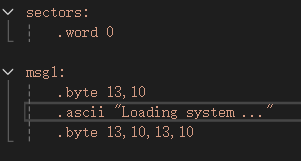 sectors:
.word 0
msg1:
.byte 13,10
.ascii "Loading system ..."
.byte 13,10,13,10